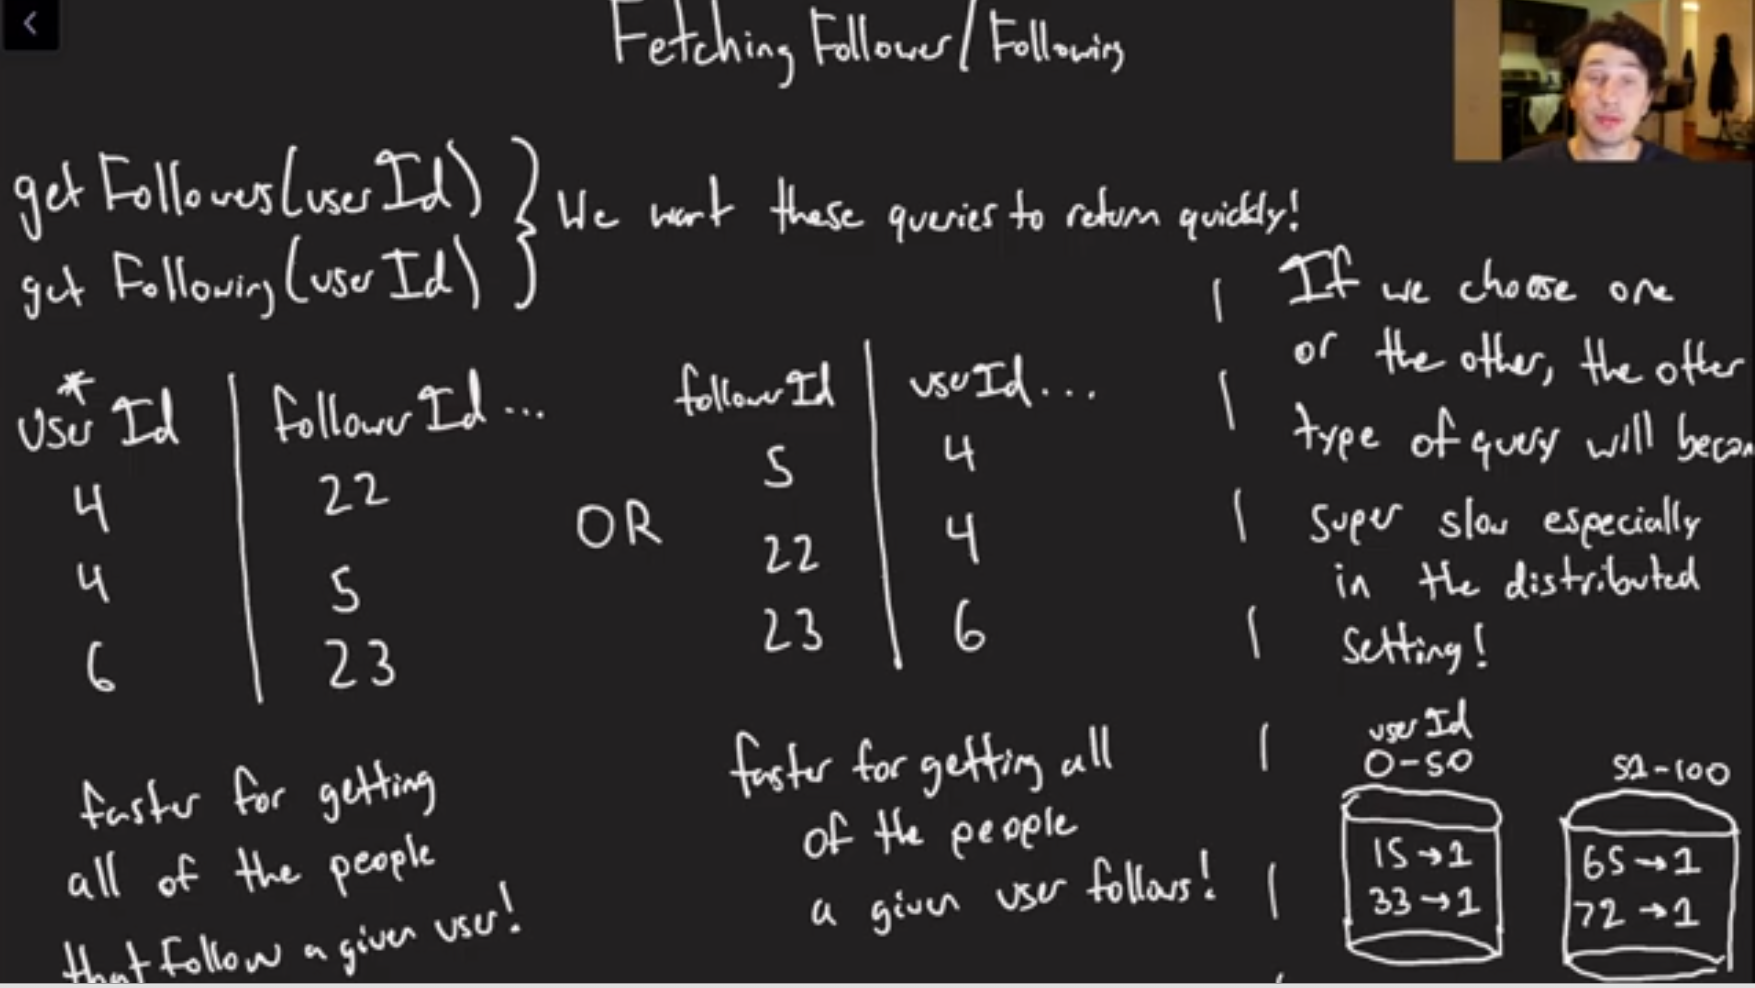 Fetching Follower/Following
getFollowers(userId)
getFollowing(userId)
We want these queries to return quickly!
*
User Id | followerId...
4 | 22
4 | 5
6 | 23
faster for getting
all of the people
that follow a given user!
OR
followerId | userId...
5 | 4
22 | 4
23 | 6
faster for getting all
of the people
a given user follows!
If we choose one
or the other, the other
type of query will becom
super slow especially
in the distributed
setting!
userId
0-50
15→1
33→1
51-100
65→1
72→1